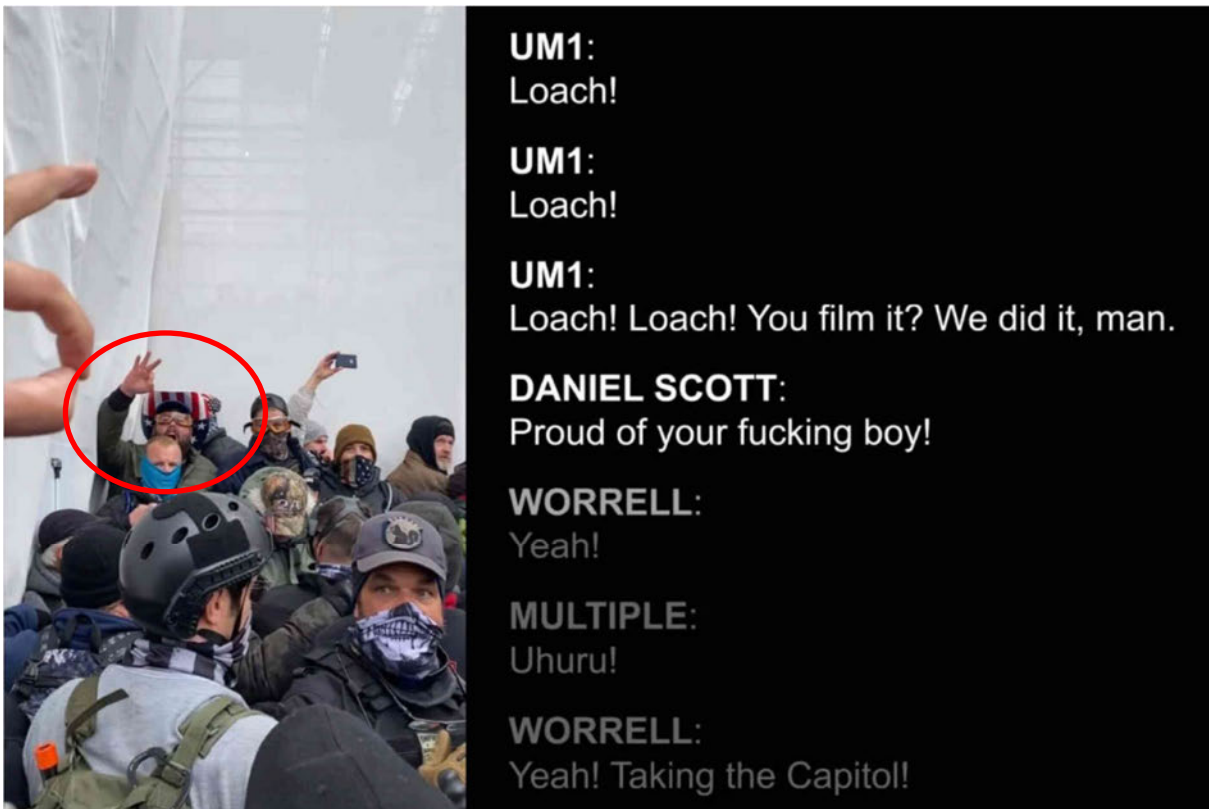 UM1:
Loach!
UM1:
Loach!
UM1:
Loach! Loach! You film it? We did it, man.
DANIEL SCOTT:
Proud of your fucking boy!
WORRELL:
Yeah!
MULTIPLE:
Uhuru!
WORRELL:
Yeah! Taking the Capitol!